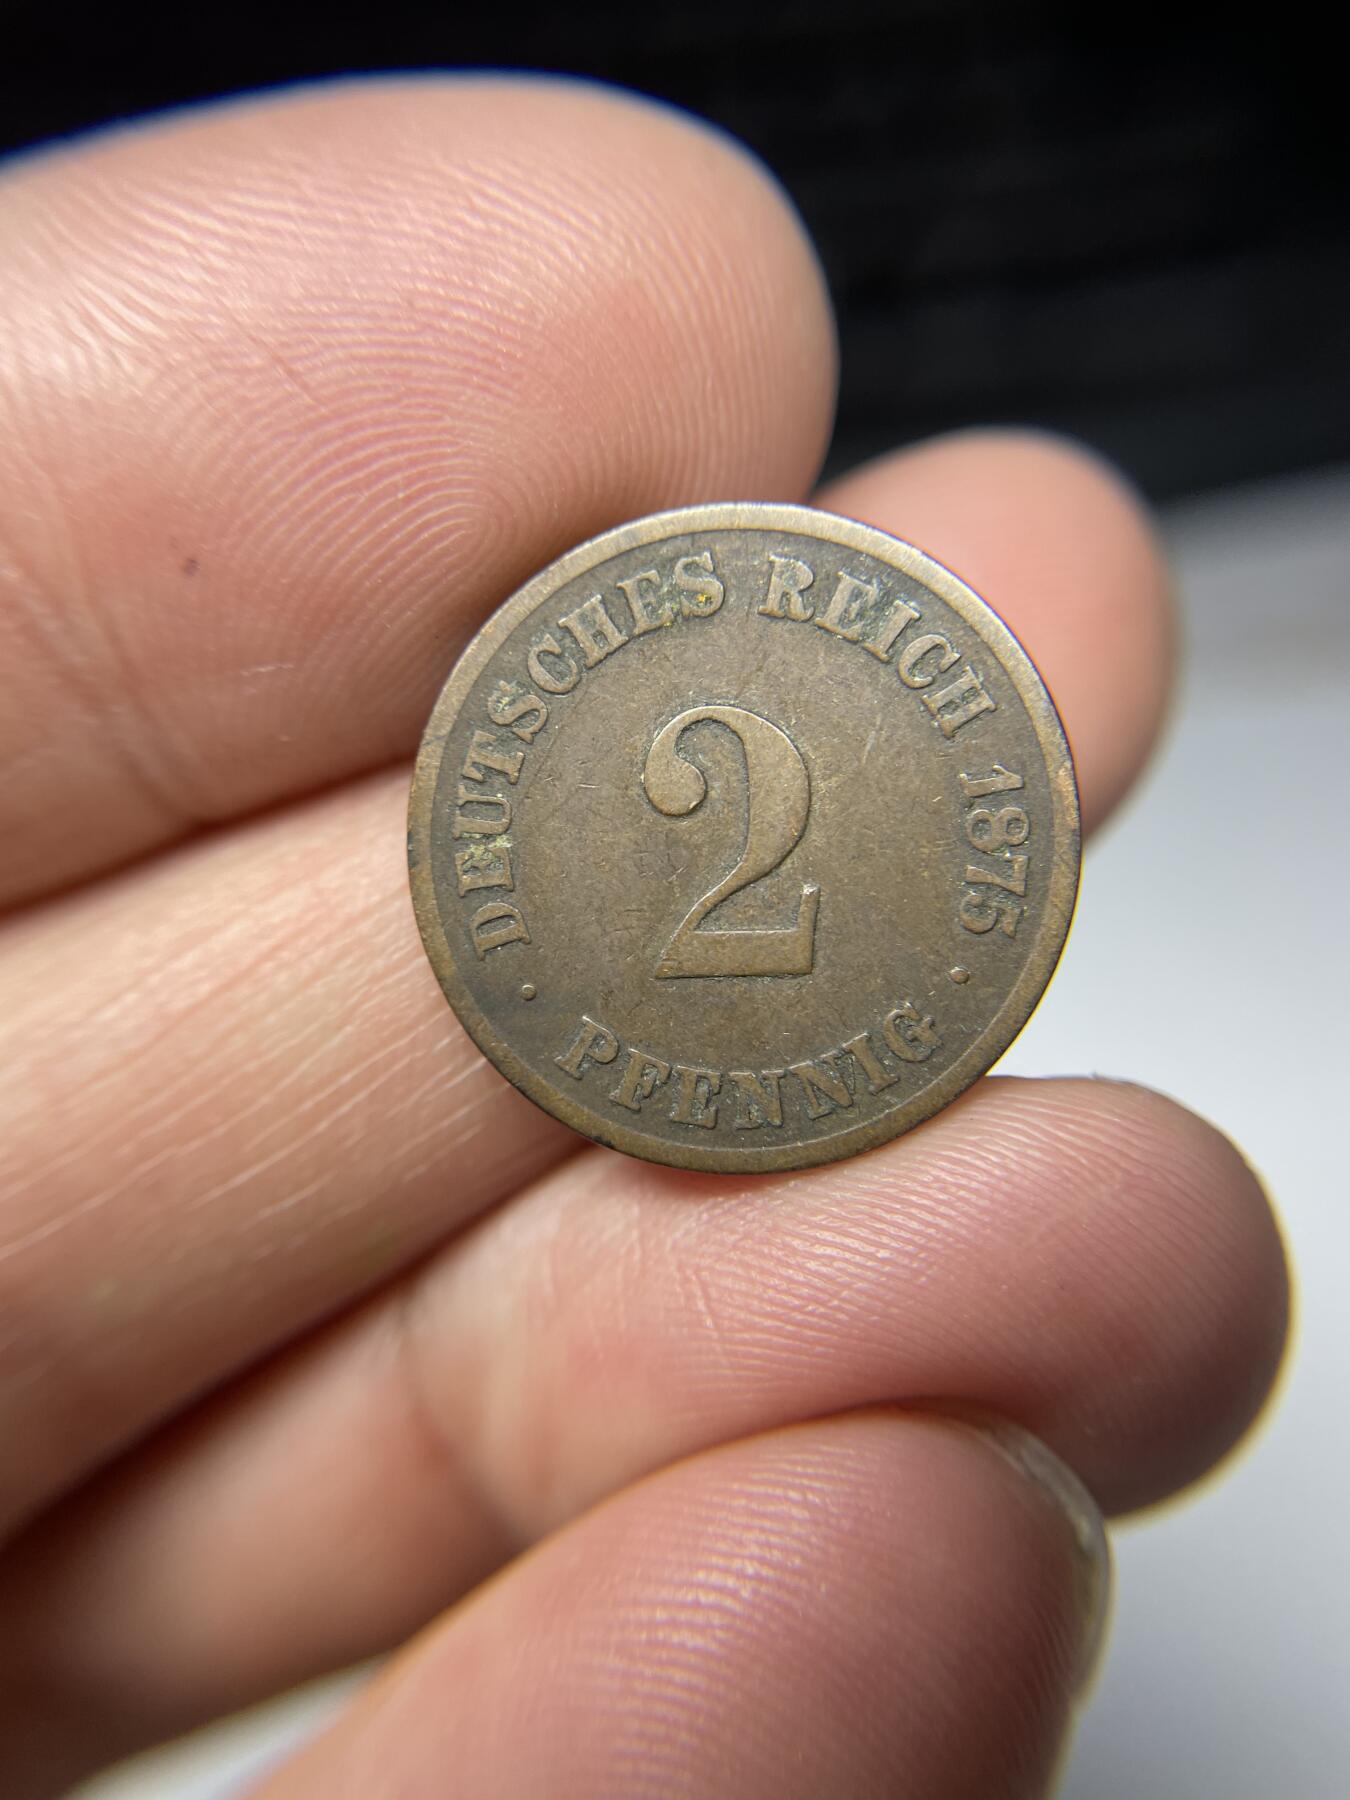 DEUTSCHES REICH 1875
2
· PFENNIG ·